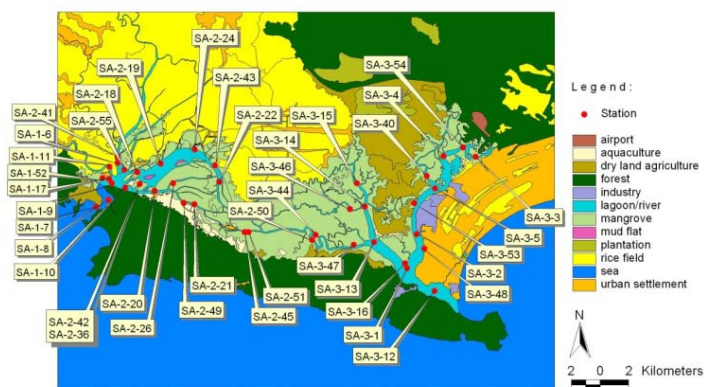 SA-2-24
SA-2-19
SA-2-18
SA-2-41
SA-2-55
SA-1-6
SA-1-11
SA-1-52
SA-1-17
SA-1-9
SA-1-7
SA-1-8
SA-1-10
SA-2-43
SA-2-22
SA-3-15
SA-3-14
SA-3-46
SA-3-44
SA-2-50
SA-3-54
SA-3-4
SA-3-40
SA-3-3
SA-3-5
SA-3-53
SA-3-2
SA-3-48
SA-3-47
SA-3-13
SA-3-16
SA-3-1
SA-3-12
SA-2-42
SA-2-36
SA-2-20
SA-2-26
SA-2-21
SA-2-49
SA-2-51
SA-2-45
Legend:
Station
airport
aquaculture
dry land agriculture
forest
industry
lagoon/river
mangrove
mud flat
plantation
rice field
sea
urban settlement
N
2 0 2 Kilometers